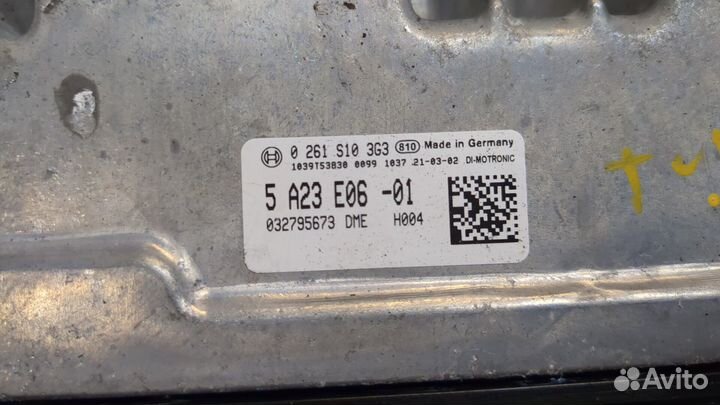 0 261 S10 3G3 810 Made in Germany
1039T53830 0099 1037 .21-03-02 DI-MOTRONIC
5 A23 E06 -01
032795673 DME H004
Avito